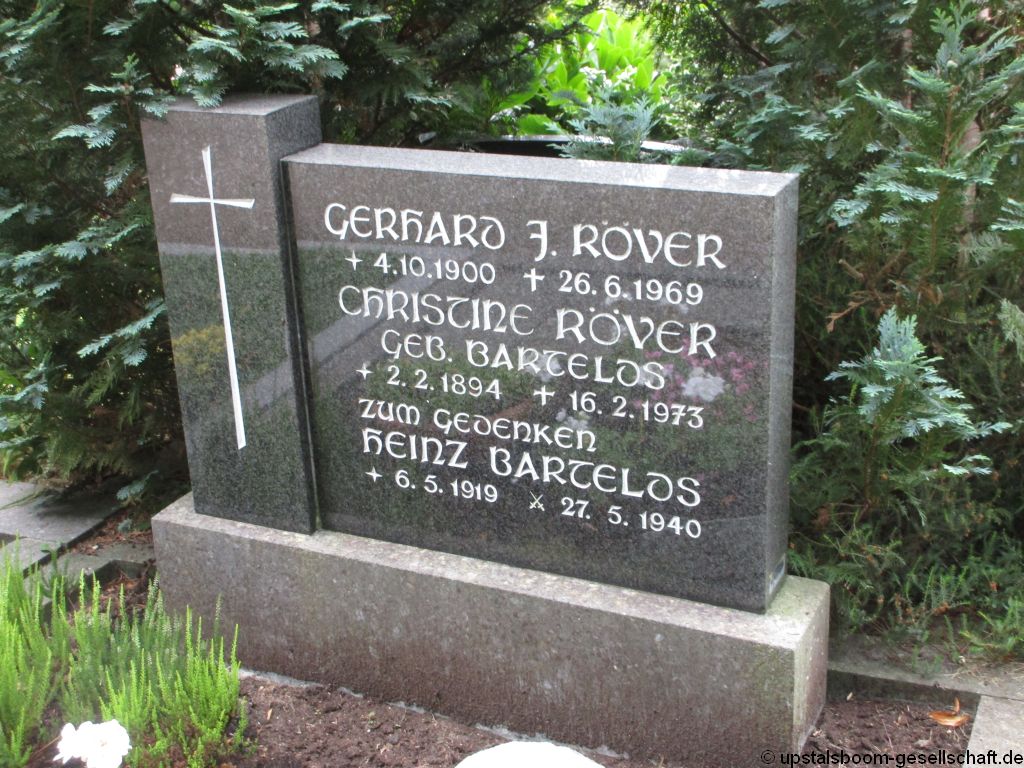 GERHARD J. RÖVER
+ 4.10.1900 + 26.6.1969
CHRISTINE RÖVER
GEB. BARTELDS
+ 2.2.1894 + 16.2.1973
ZUM GEDENKEN
HEINZ BARTELDS
+ 6.5.1919 ⚔ 27.5.1940
© upstalsboom-gesellschaft.de